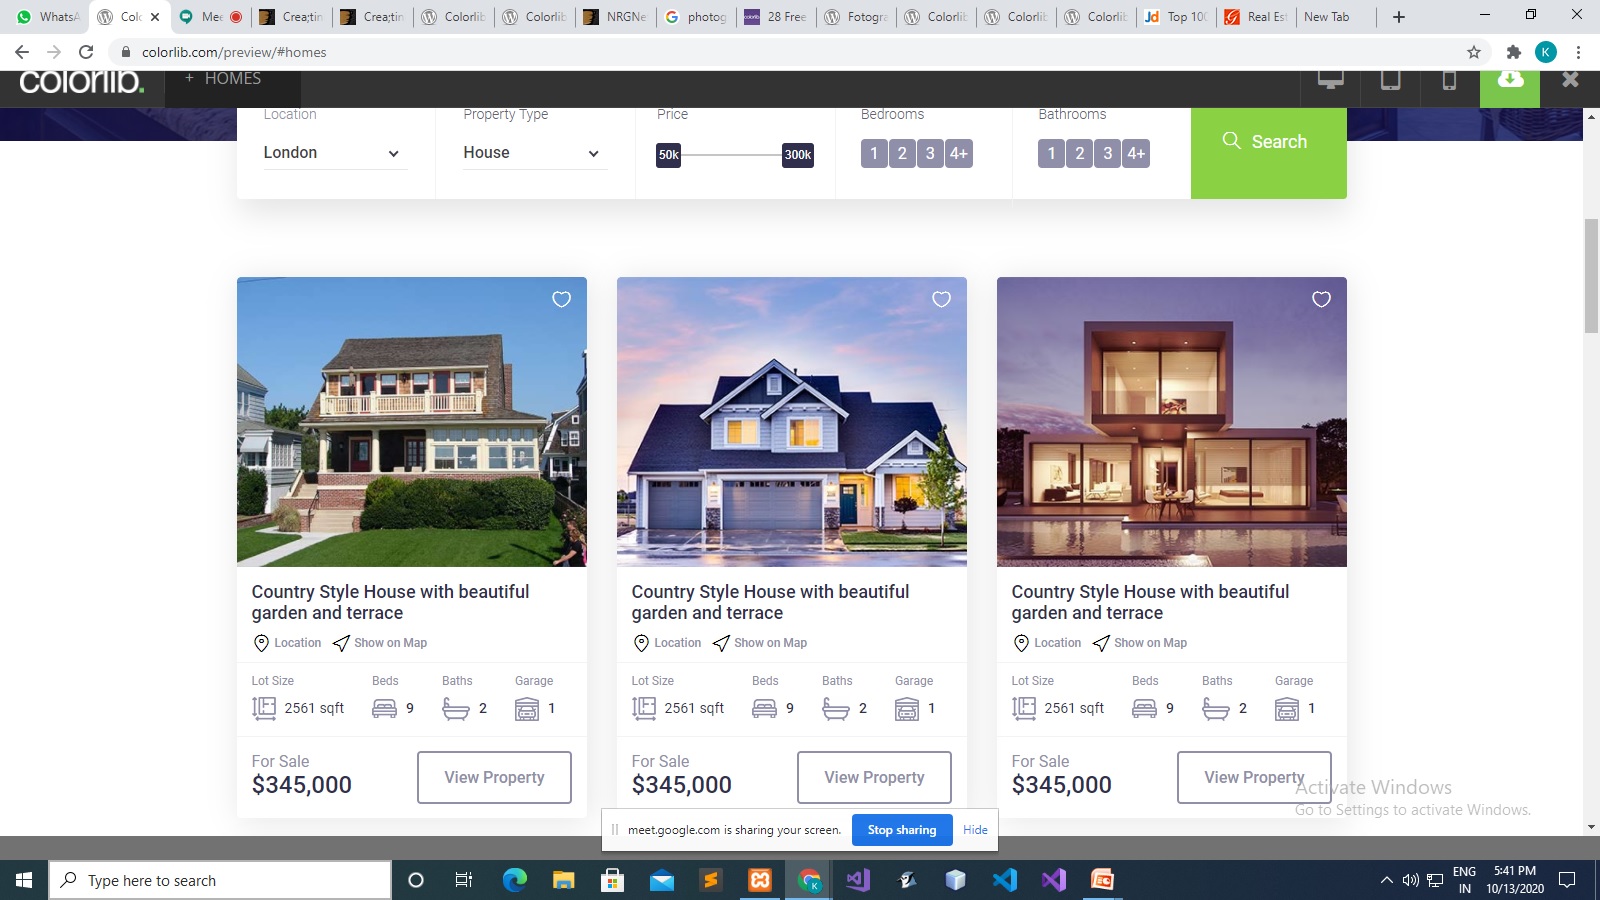 WhatsA
Colo
Mee
Crea;tin
Crea;tin
Colorlib
Colorlib
NRGNe
photog
28 Free
Fotogra
Colorlib
Colorlib
Colorlib
Top 100
Real Est
New Tab
colorlib.com/preview/#homes
K
colorlib.
+ HOMES
Location
Property Type
Price
Bedrooms
Bathrooms
London
House
50k
300k
1 2 3 4+
1 2 3 4+
Search
Country Style House with beautiful
garden and terrace
Location Show on Map
Lot Size Beds Baths Garage
2561 sqft 9 2 1
For Sale
$345,000
View Property
Country Style House with beautiful
garden and terrace
Location Show on Map
Lot Size Beds Baths Garage
2561 sqft 9 2 1
For Sale
$345,000
View Property
Country Style House with beautiful
garden and terrace
Location Show on Map
Lot Size Beds Baths Garage
2561 sqft 9 2 1
For Sale
$345,000
View Property
Activate Windows
Go to Settings to activate Windows.
meet.google.com is sharing your screen.
Stop sharing
Hide
Type here to search
ENG
IN
5:41 PM
10/13/2020